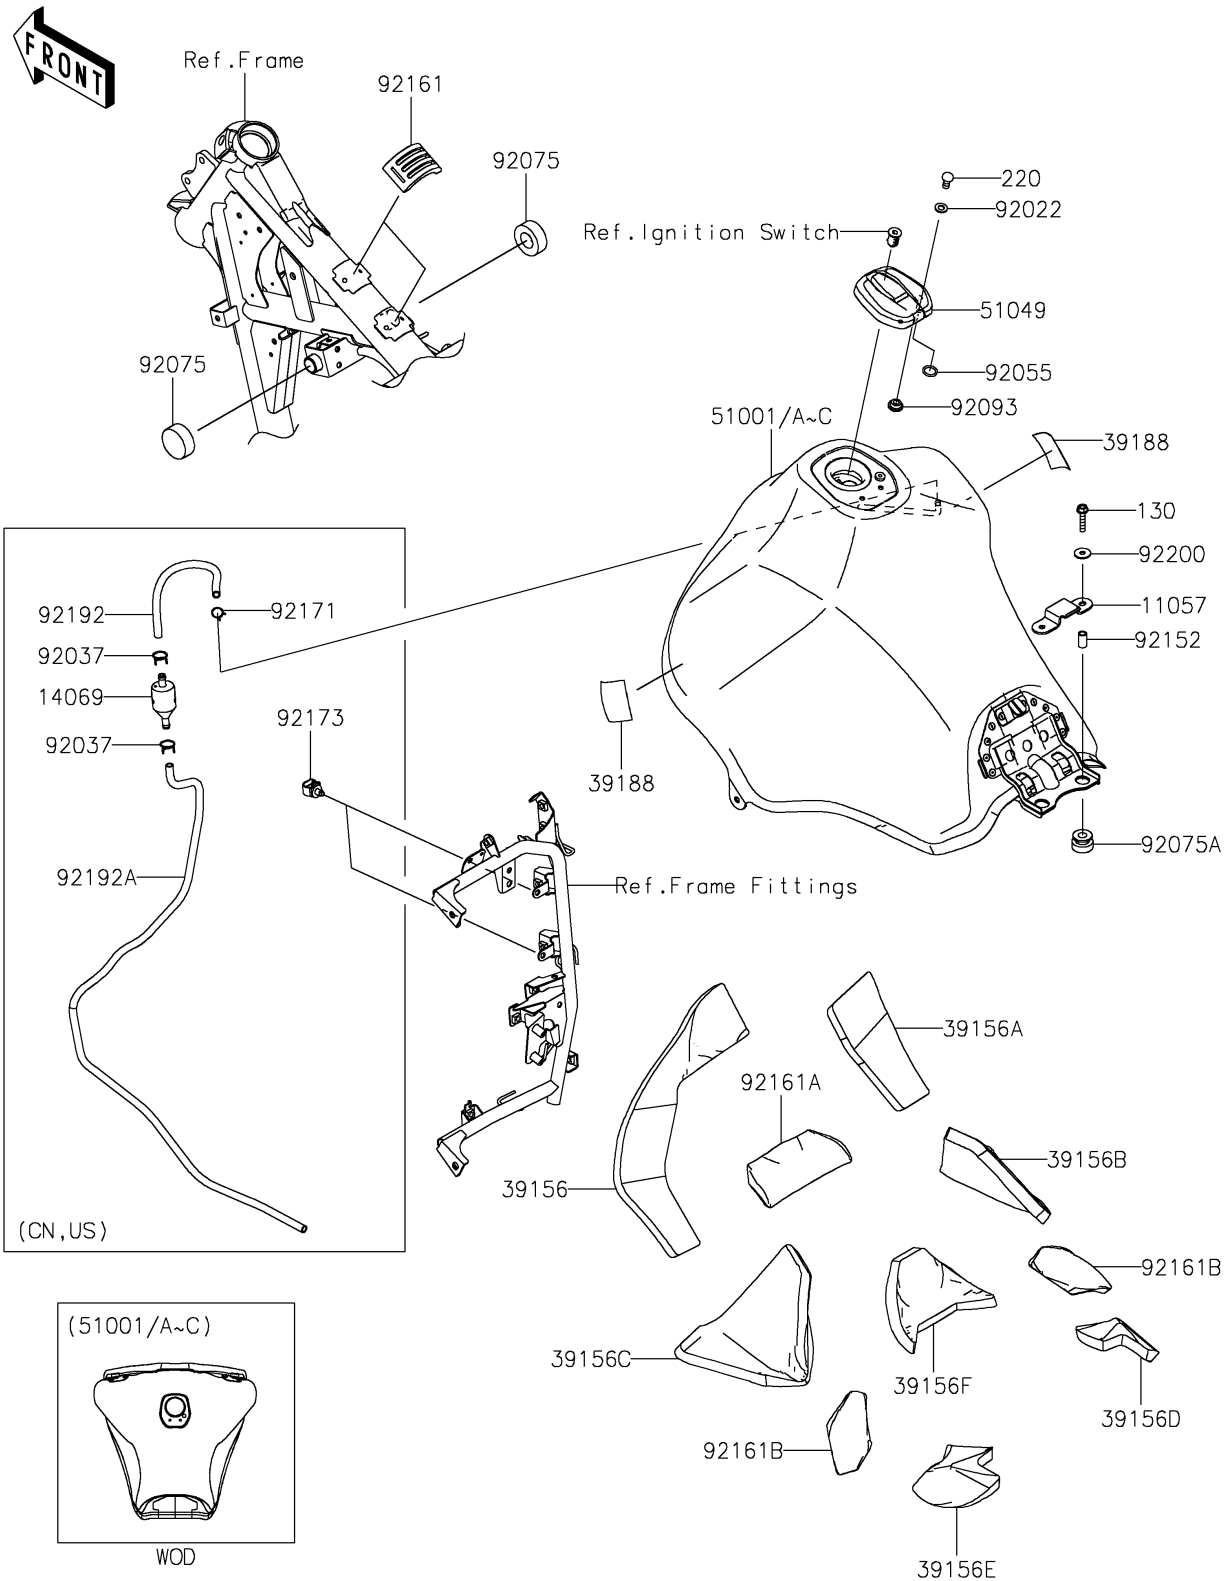 FRONT
Ref.Frame
92161
92075
220
92022
Ref.Ignition Switch
51049
92075
92055
92093
51001/A~C
39188
130
92200
92192
92171
11057
92037
92152
14069
92173
92037
39188
92075A
92192A
Ref.Frame Fittings
39156A
92161A
39156B
39156
(CN,US)
92161B
(51001/A~C)
39156C
39156F
39156D
92161B
WOD
39156E